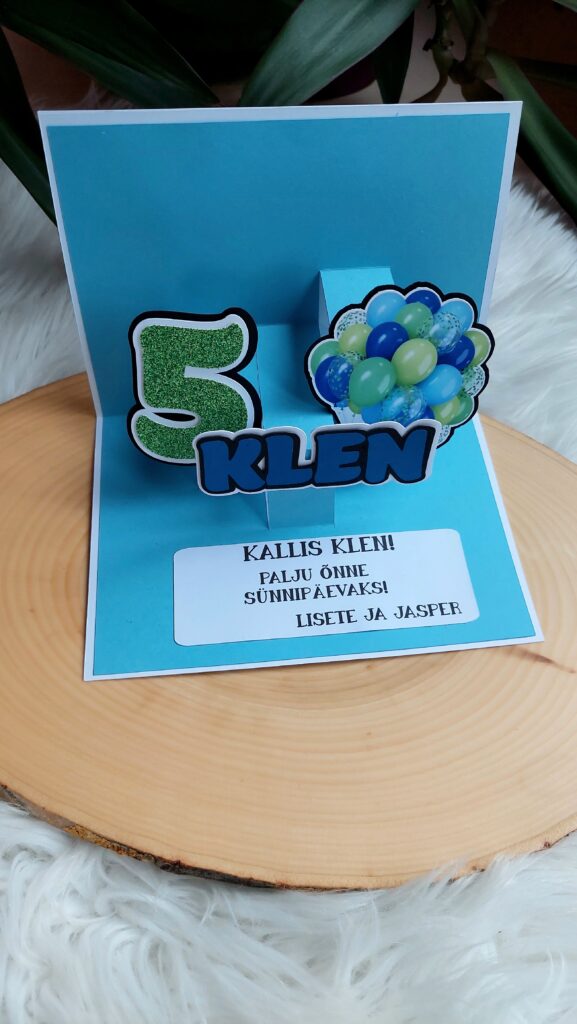 5
KLEN
KALLIS KLEN!
PALJU ÕNNE
SÜNNIPÄEVAKS!
LISETE JA JASPER